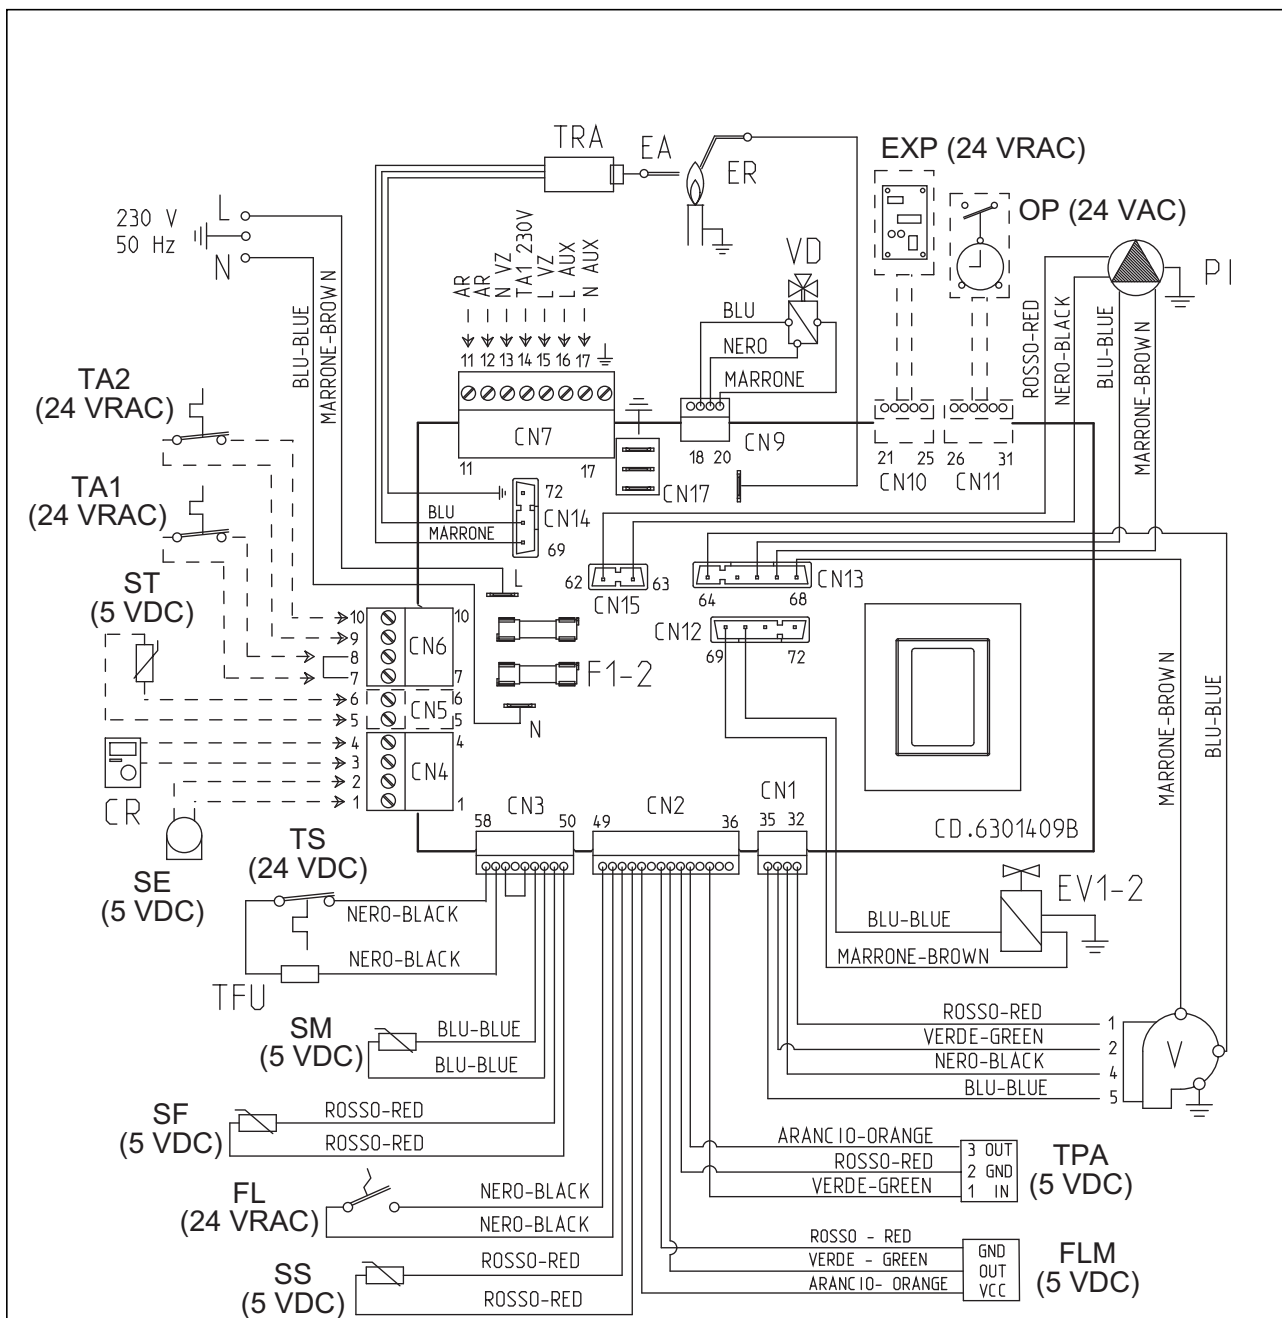 TRA
EA
ER
EXP (24 VRAC)
OP (24 VAC)
230 V
50 Hz
L
N
AR
AR
N VZ
TA1 230V
L VZ
L AUX
N AUX
VD
PI
BLU-BLUE
MARRONE-BROWN
BLU
NERO
MARRONE
ROSSO-RED
NERO-BLACK
BLU-BLUE
MARRONE-BROWN
11 12 13 14 15 16 17
CN7
11 17
18 20
CN9
21 25
CN10
26 31
CN11
TA2
(24 VRAC)
TA1
(24 VRAC)
ST
(5 VDC)
BLU
MARRONE
72
CN14
69
CN17
62 63
CN15
64 68
CN13
CN12
69 72
L
F1-2
N
10
9
8
7
6
5
4
3
2
1
10
CN6
7
6
CN5
5
4
CN4
1
CR
SE
(5 VDC)
MARRONE-BROWN
BLU-BLUE
CD.6301409B
58 CN3 50
49 CN2 36
CN1
35 32
TS
(24 VDC)
NERO-BLACK
NERO-BLACK
TFU
EV1-2
BLU-BLUE
MARRONE-BROWN
SM
(5 VDC)
BLU-BLUE
BLU-BLUE
ROSSO-RED 1
VERDE-GREEN 2
NERO-BLACK 4
BLU-BLUE 5
V
SF
(5 VDC)
ROSSO-RED
ROSSO-RED
ARANCIO-ORANGE 3 OUT
ROSSO-RED 2 GND
VERDE-GREEN 1 IN
TPA
(5 VDC)
FL
(24 VRAC)
NERO-BLACK
NERO-BLACK
ROSSO - RED GND
VERDE - GREEN OUT
ARANCIO- ORANGE VCC
FLM
(5 VDC)
SS
(5 VDC)
ROSSO-RED
ROSSO-RED